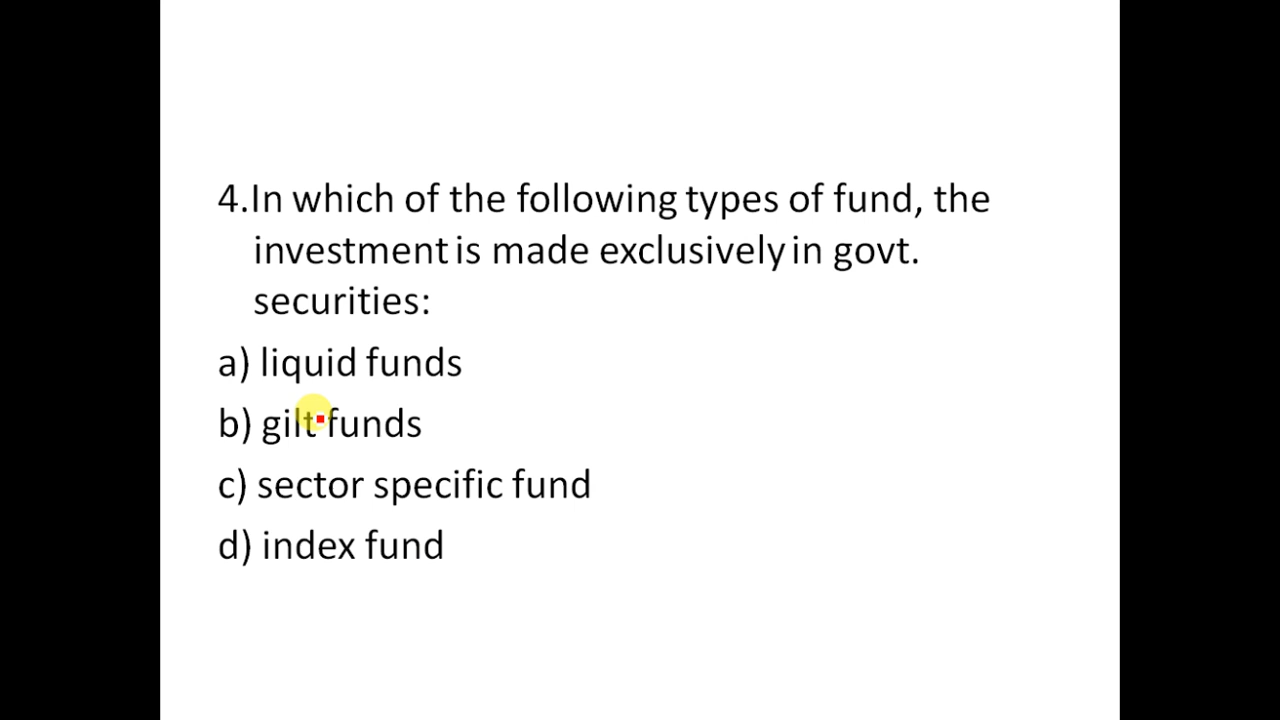 4.In which of the following types of fund, the
investment is made exclusively in govt.
securities:
a) liquid funds
b) gilt funds
c) sector specific fund
d) index fund